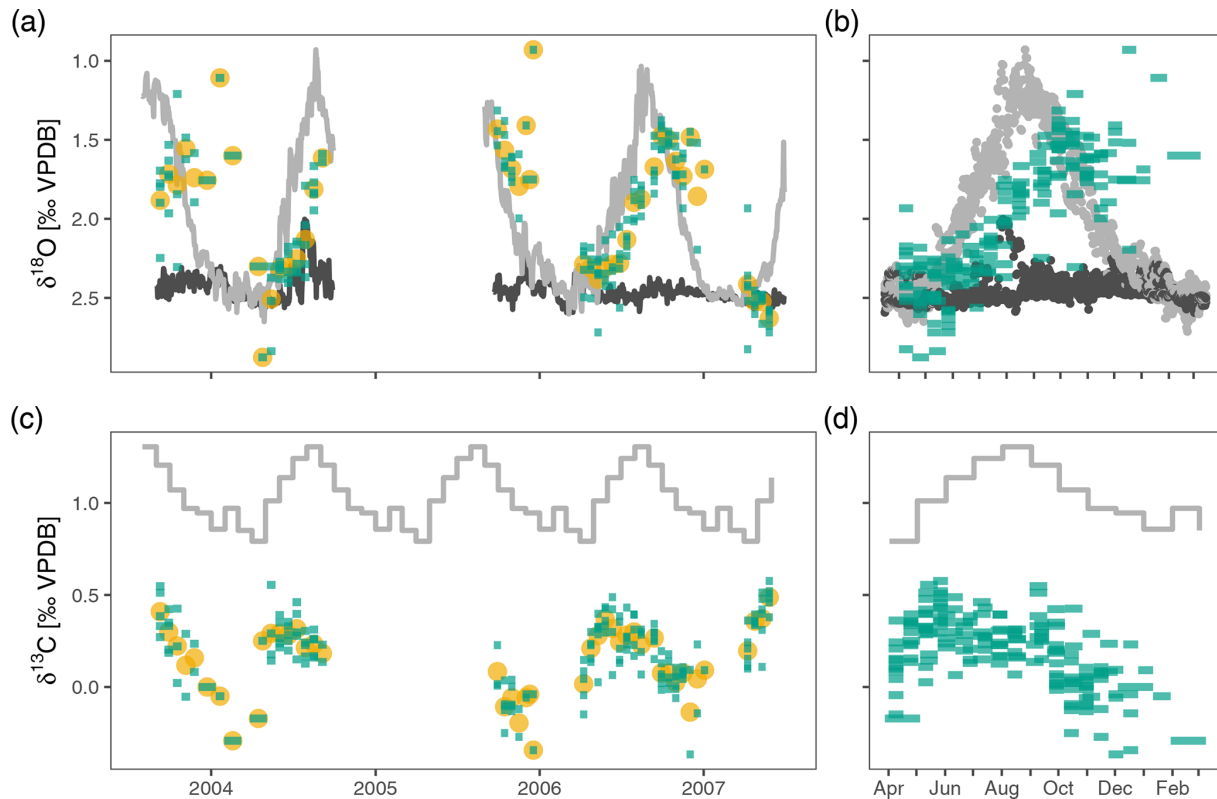 (a)
(b)
δ¹⁸O [‰ VPDB]
1.0
1.5
2.0
2.5
(c)
(d)
δ¹³C [‰ VPDB]
1.0
0.5
0.0
2004 2005 2006 2007
Apr Jun Aug Oct Dec Feb